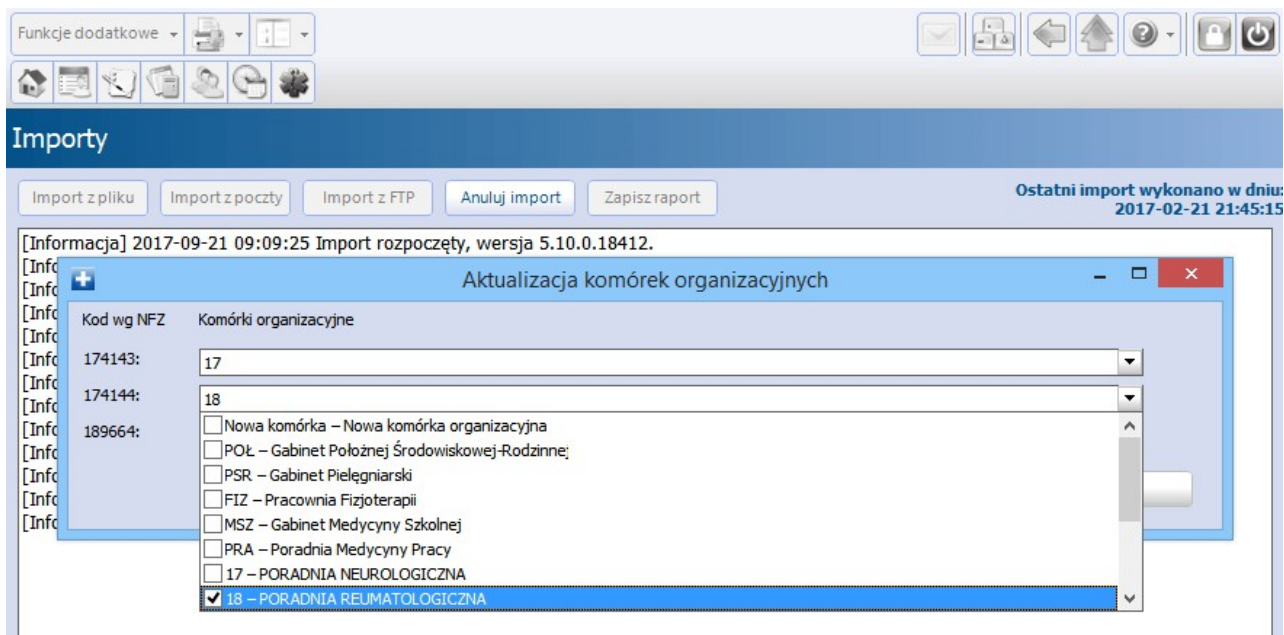 Funkcje dodatkowe
Importy
Import z pliku Import z poczty Import z FTP Anuluj import Zapisz raport
Ostatni import wykonano w dniu:
2017-02-21 21:45:15
[Informacja] 2017-09-21 09:09:25 Import rozpoczęty, wersja 5.10.0.18412.
Aktualizacja komórek organizacyjnych
Kod wg NFZ Komórki organizacyjne
174143: 17
174144: 18
189664:
Nowa komórka – Nowa komórka organizacyjna
POŁ – Gabinet Położnej Środowiskowej-Rodzinnej
PSR – Gabinet Pielęgniarski
FIZ – Pracownia Fizjoterapii
MSZ – Gabinet Medycyny Szkolnej
PRA – Poradnia Medycyny Pracy
17 – PORADNIA NEUROLOGICZNA
18 – PORADNIA REUMATOLOGICZNA